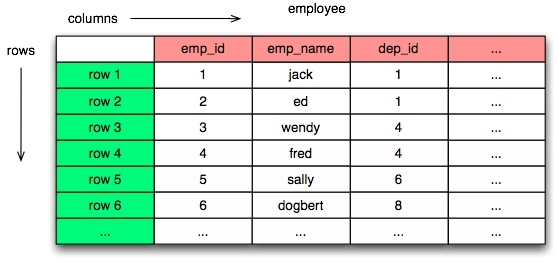 employee
columns
rows
emp_id emp_name dep_id ...
row 1 1 jack 1 ...
row 2 2 ed 1 ...
row 3 3 wendy 4 ...
row 4 4 fred 4 ...
row 5 5 sally 6 ...
row 6 6 dogbert 8 ...
... ... ... ... ...